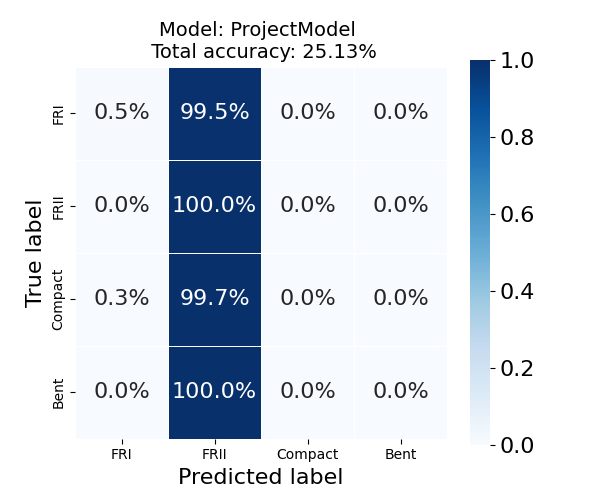 Model: ProjectModel
Total accuracy: 25.13%
True label
FRI
0.5% 99.5% 0.0% 0.0%
FRII
0.0% 100.0% 0.0% 0.0%
Compact
0.3% 99.7% 0.0% 0.0%
Bent
0.0% 100.0% 0.0% 0.0%
FRI FRII Compact Bent
Predicted label
1.0
0.8
0.6
0.4
0.2
0.0